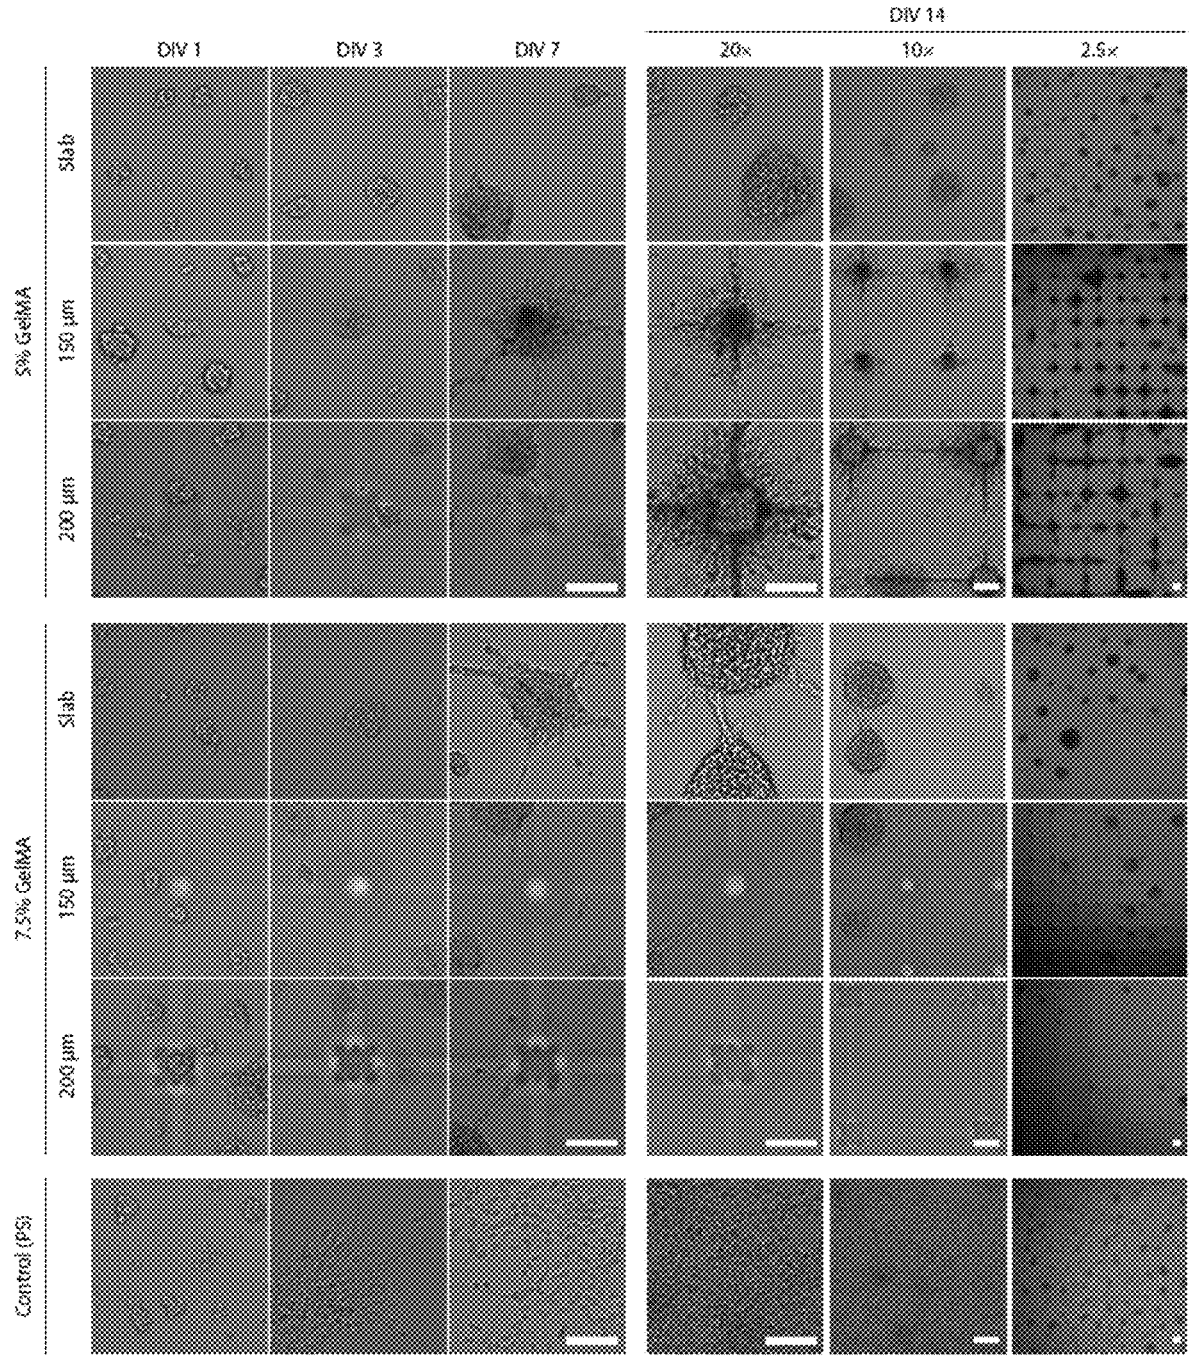 DIV 14
DIV 1 DIV 3 DIV 7 20× 10× 2.5×
5% GelMA
Slab
150 µm
200 µm
7.5% GelMA
Slab
150 µm
200 µm
Control (PS)